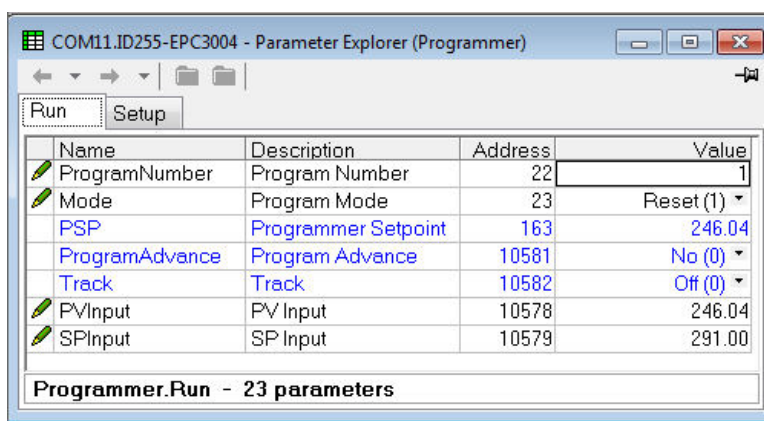 COM11.ID255-EPC3004 - Parameter Explorer (Programmer)
Run Setup
Name Description Address Value
ProgramNumber Program Number 22 1
Mode Program Mode 23 Reset (1)
PSP Programmer Setpoint 163 246.04
ProgramAdvance Program Advance 10581 No (0)
Track Track 10582 Off (0)
PVInput PV Input 10578 246.04
SPInput SP Input 10579 291.00
Programmer.Run - 23 parameters